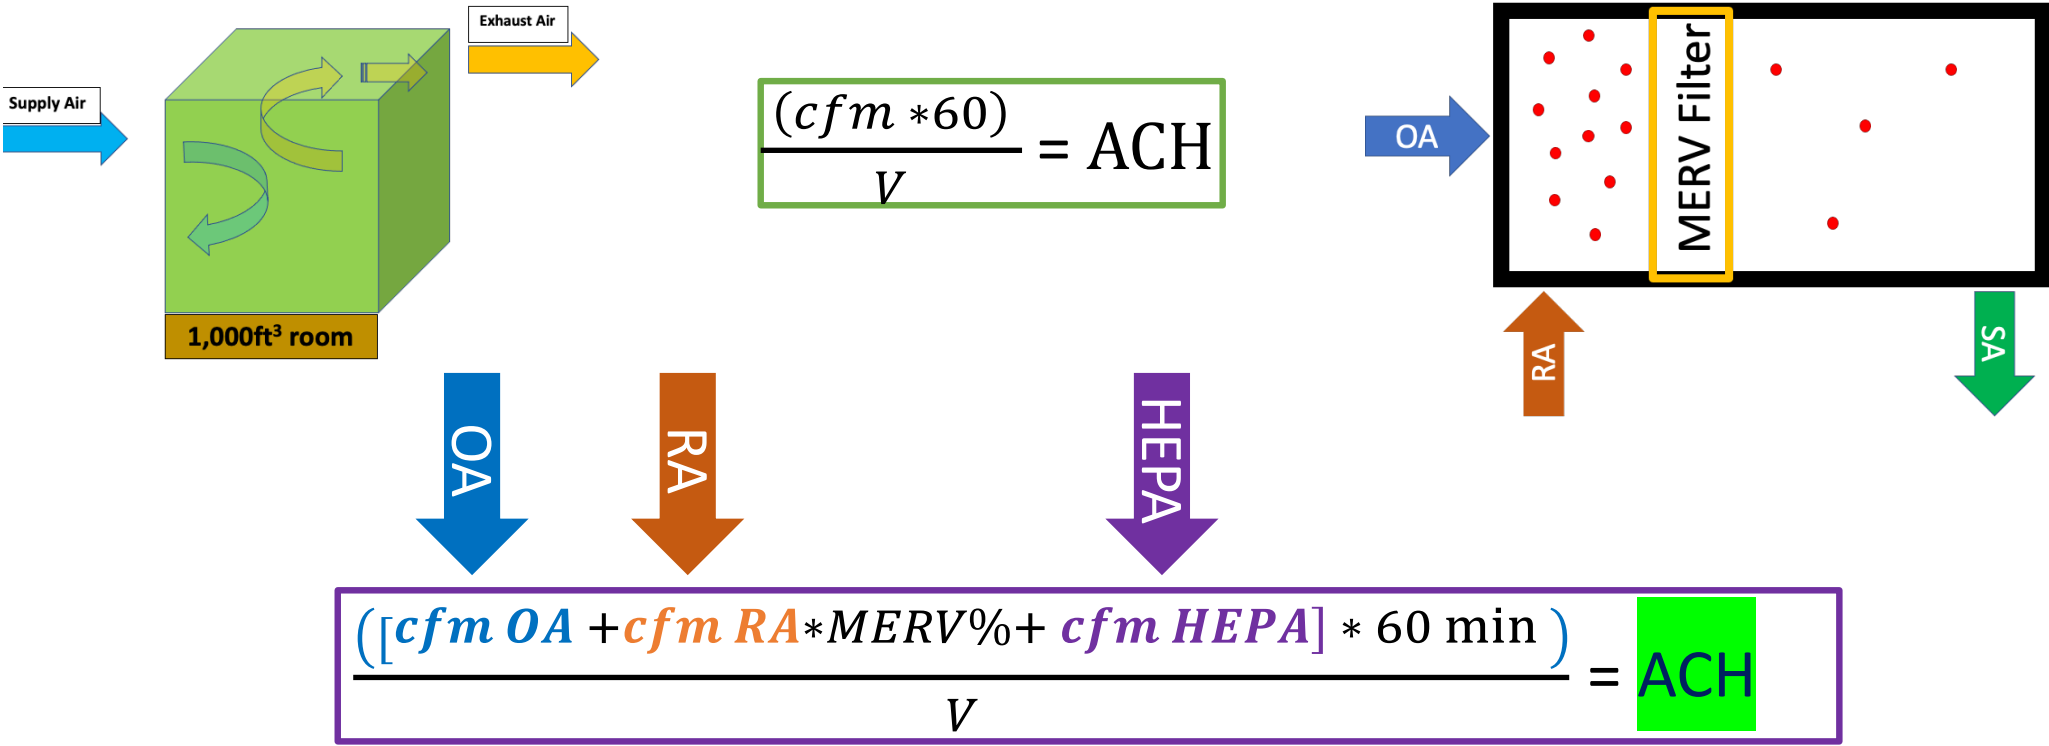 Exhaust Air
Supply Air
1,000ft³ room
(cfm *60)
V
= ACH
OA
MERV Filter
RA
SA
OA
RA
HEPA
([cfm OA +cfm RA*MERV%+ cfm HEPA] * 60 min )
V
= ACH